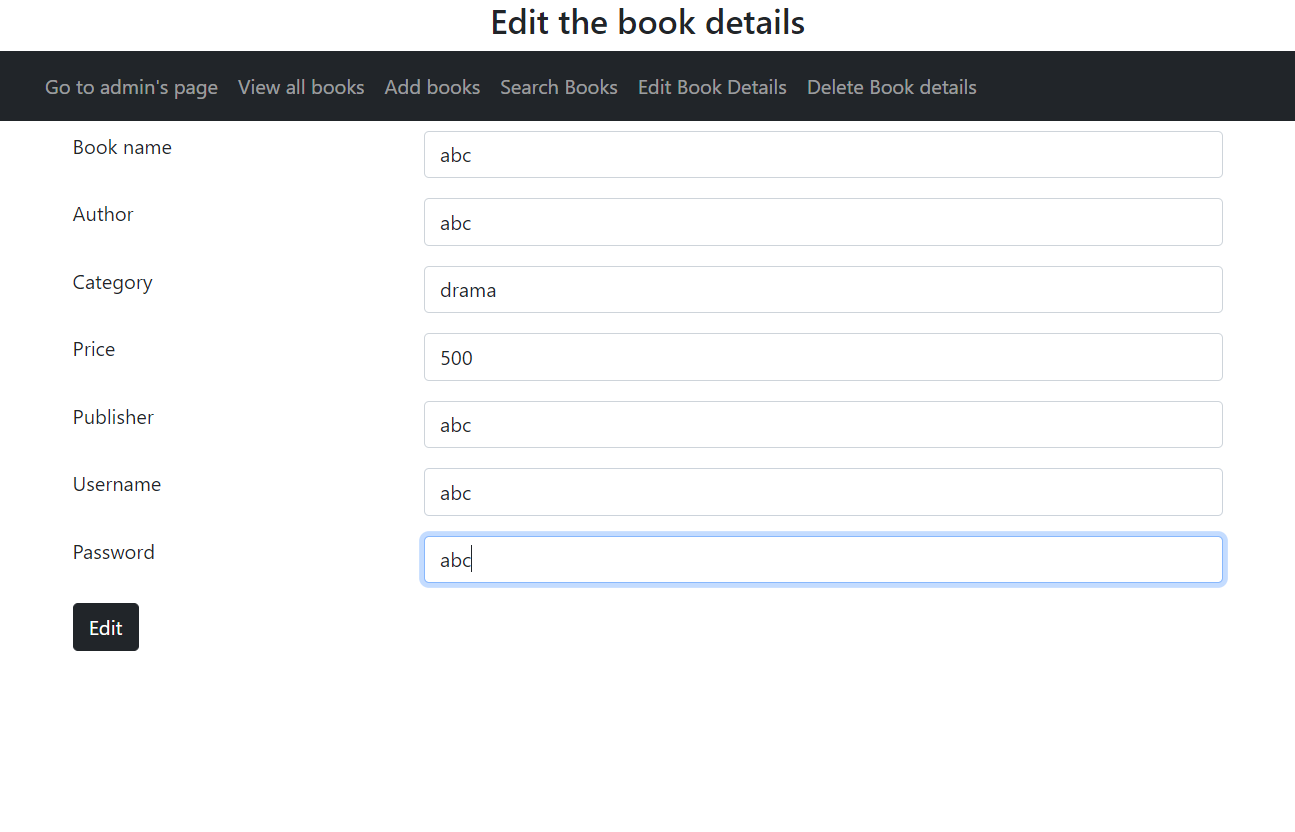 Edit the book details
Go to admin's page View all books Add books Search Books Edit Book Details Delete Book details
Book name abc
Author abc
Category drama
Price 500
Publisher abc
Username abc
Password abc
Edit